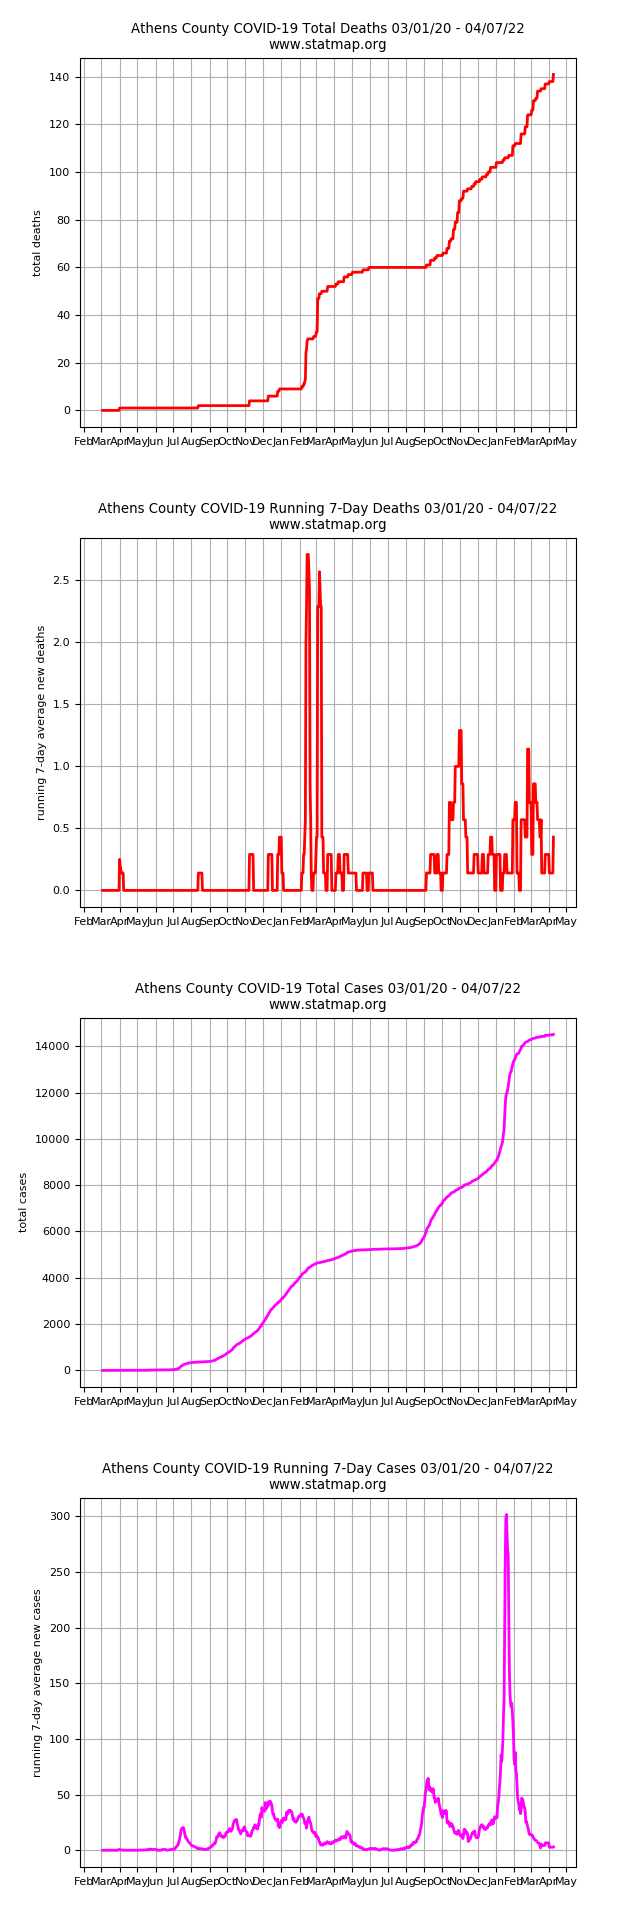 Athens County COVID-19 Total Deaths 03/01/20 - 04/07/22
www.statmap.org
140
120
100
80
60
40
20
0
total deaths
Feb Mar Apr May Jun Jul Aug Sep Oct Nov Dec Jan Feb Mar Apr May Jun Jul Aug Sep Oct Nov Dec Jan Feb Mar Apr May
Athens County COVID-19 Running 7-Day Deaths 03/01/20 - 04/07/22
www.statmap.org
2.5
2.0
1.5
1.0
0.5
0.0
running 7-day average new deaths
Feb Mar Apr May Jun Jul Aug Sep Oct Nov Dec Jan Feb Mar Apr May Jun Jul Aug Sep Oct Nov Dec Jan Feb Mar Apr May
Athens County COVID-19 Total Cases 03/01/20 - 04/07/22
www.statmap.org
14000
12000
10000
8000
6000
4000
2000
0
total cases
Feb Mar Apr May Jun Jul Aug Sep Oct Nov Dec Jan Feb Mar Apr May Jun Jul Aug Sep Oct Nov Dec Jan Feb Mar Apr May
Athens County COVID-19 Running 7-Day Cases 03/01/20 - 04/07/22
www.statmap.org
300
250
200
150
100
50
0
running 7-day average new cases
Feb Mar Apr May Jun Jul Aug Sep Oct Nov Dec Jan Feb Mar Apr May Jun Jul Aug Sep Oct Nov Dec Jan Feb Mar Apr May